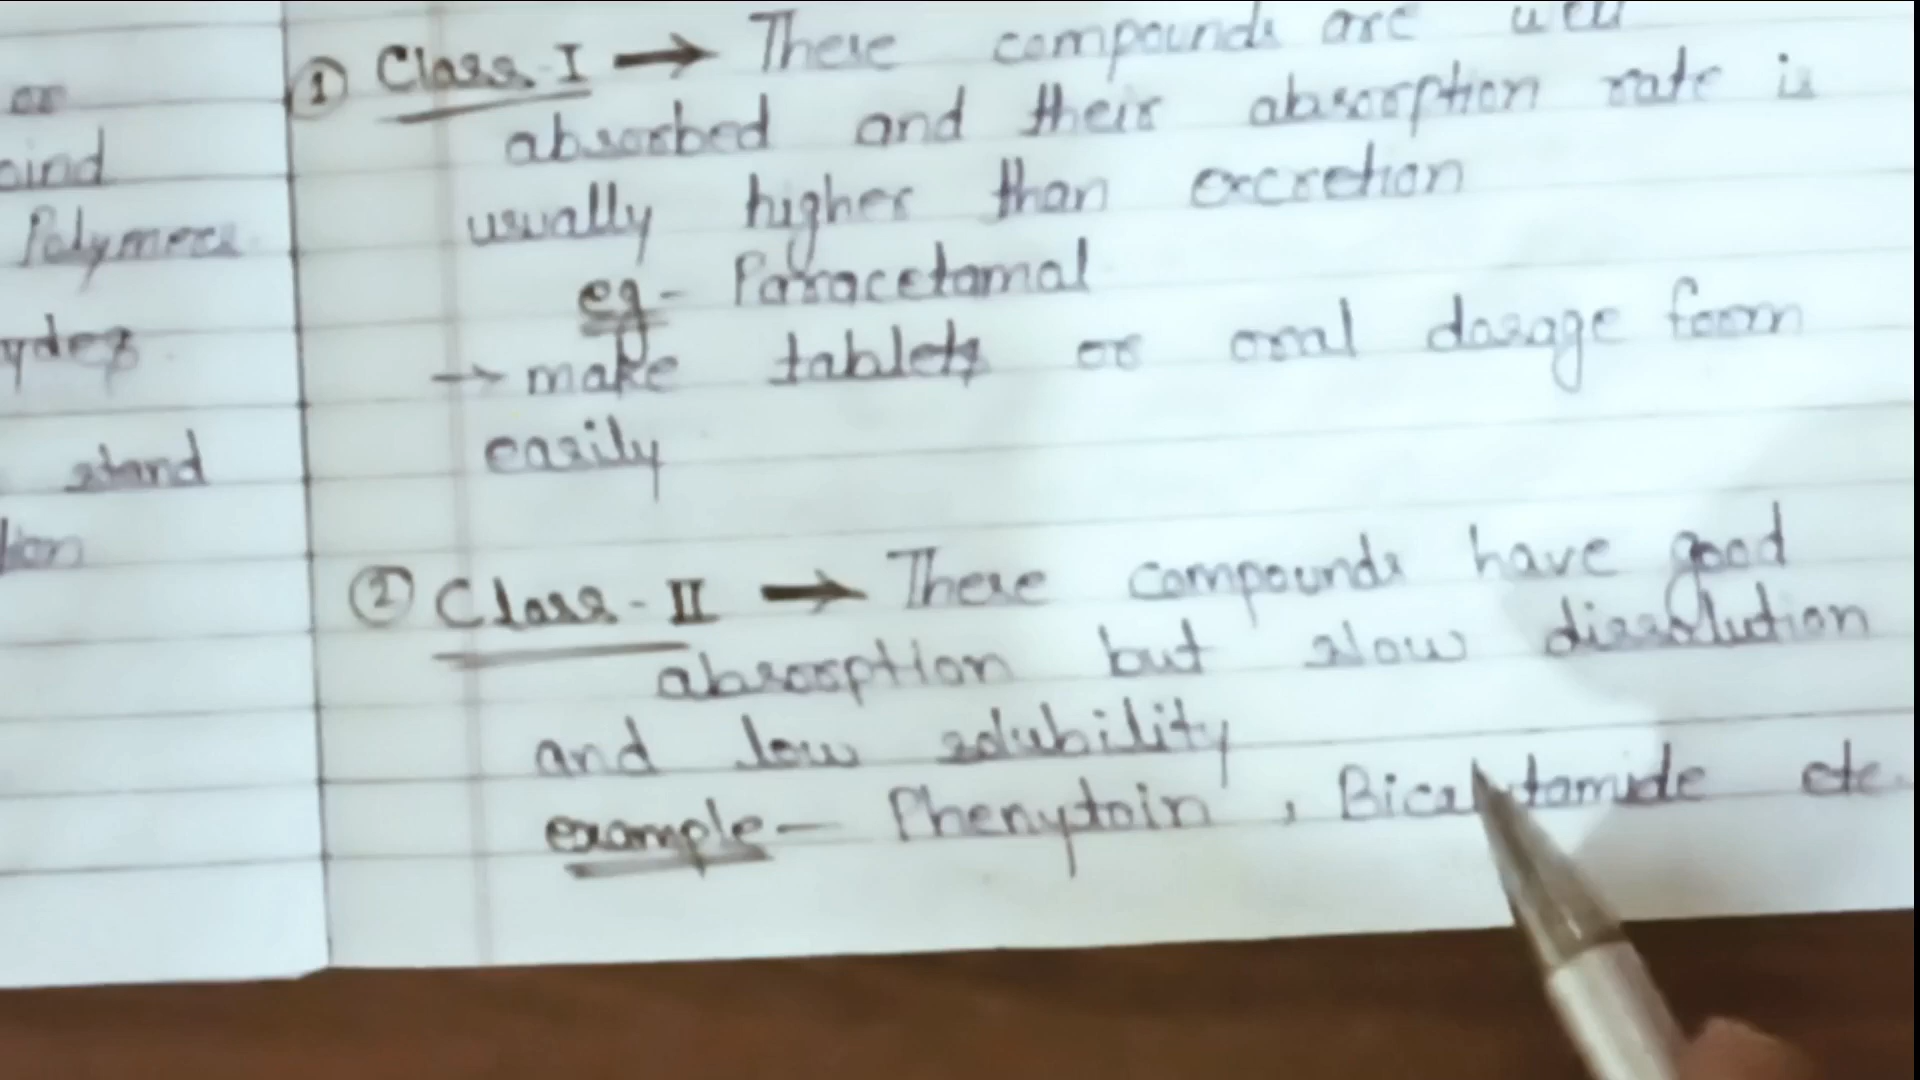 or
oind
Polymers
ydes
stand
tion
① Class-I → These compounds are well
absorbed and their absorption rate is
usually higher than excretion
eg- Paracetamal
→ make tablets or oral dosage form
easily
② Class-II → These compounds have good
absorption but slow dissolution
and low solubility
example- Phenytoin, Bicalutamide etc.